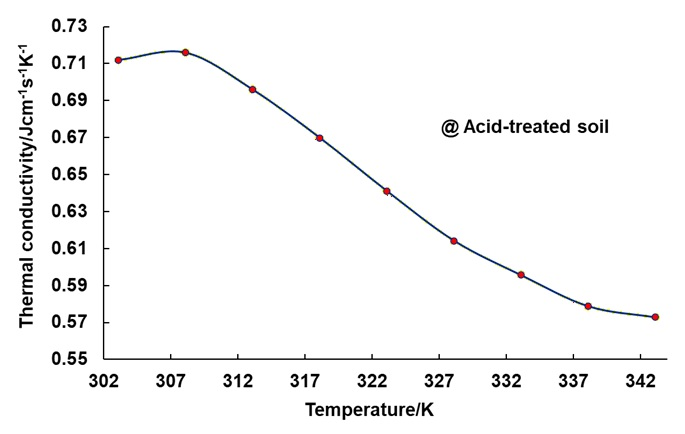 0.73
0.71
0.69
0.67
0.65
0.63
0.61
0.59
0.57
0.55
Thermal conductivity/Jcm⁻¹s⁻¹K⁻¹
@ Acid-treated soil
302 307 312 317 322 327 332 337 342
Temperature/K